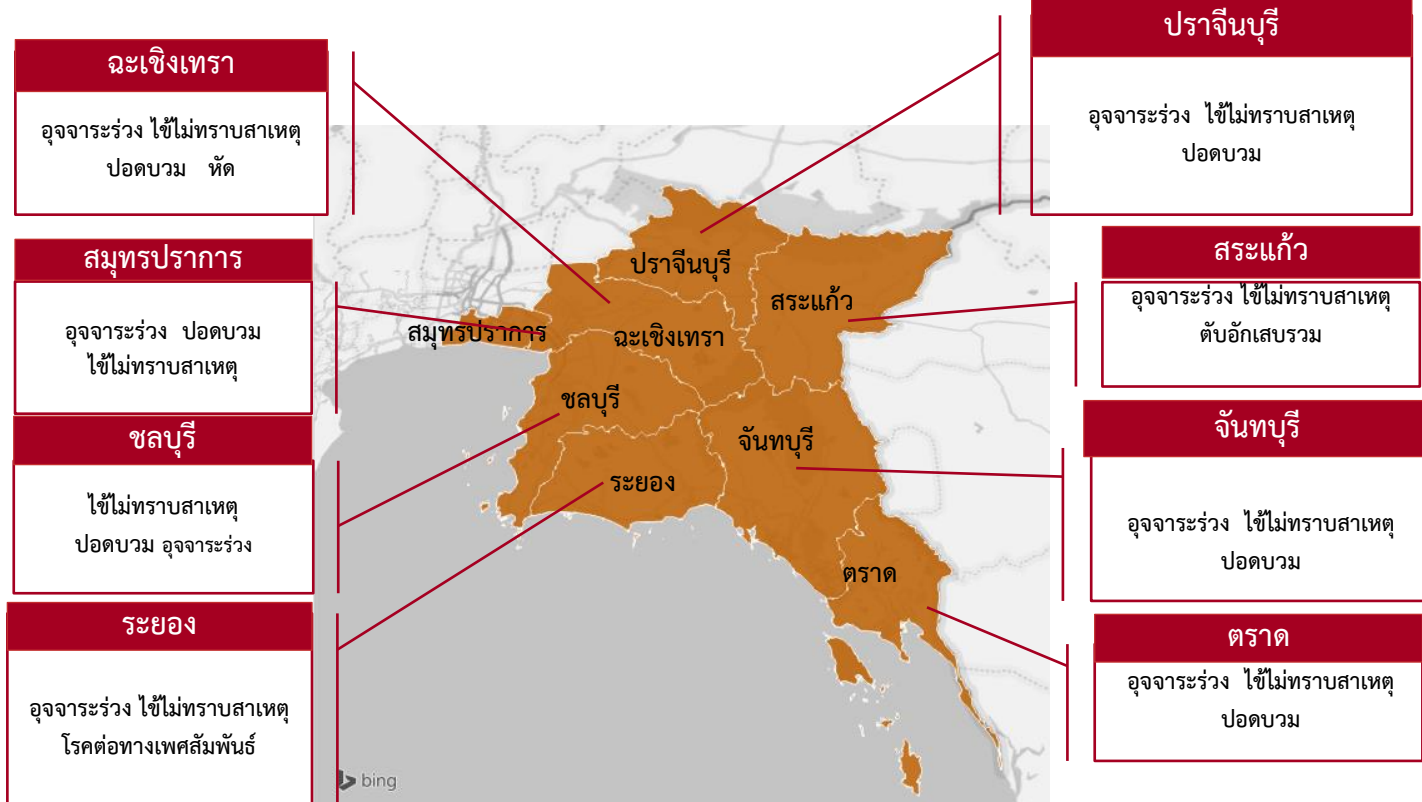 ฉะเชิงเทรา
อุจจาระร่วง ไข้ไม่ทราบสาเหตุ
ปอดบวม หัด
สมุทรปราการ
อุจจาระร่วง ปอดบวม
ไข้ไม่ทราบสาเหตุ
ชลบุรี
ไข้ไม่ทราบสาเหตุ
ปอดบวม อุจจาระร่วง
ระยอง
อุจจาระร่วง ไข้ไม่ทราบสาเหตุ
โรคต่อทางเพศสัมพันธ์
ปราจีนบุรี
สระแก้ว
สมุทรปราการ
ฉะเชิงเทรา
ชลบุรี
จันทบุรี
ระยอง
ตราด
bing
ปราจีนบุรี
อุจจาระร่วง ไข้ไม่ทราบสาเหตุ
ปอดบวม
สระแก้ว
อุจจาระร่วง ไข้ไม่ทราบสาเหตุ
ตับอักเสบรวม
จันทบุรี
อุจจาระร่วง ไข้ไม่ทราบสาเหตุ
ปอดบวม
ตราด
อุจจาระร่วง ไข้ไม่ทราบสาเหตุ
ปอดบวม